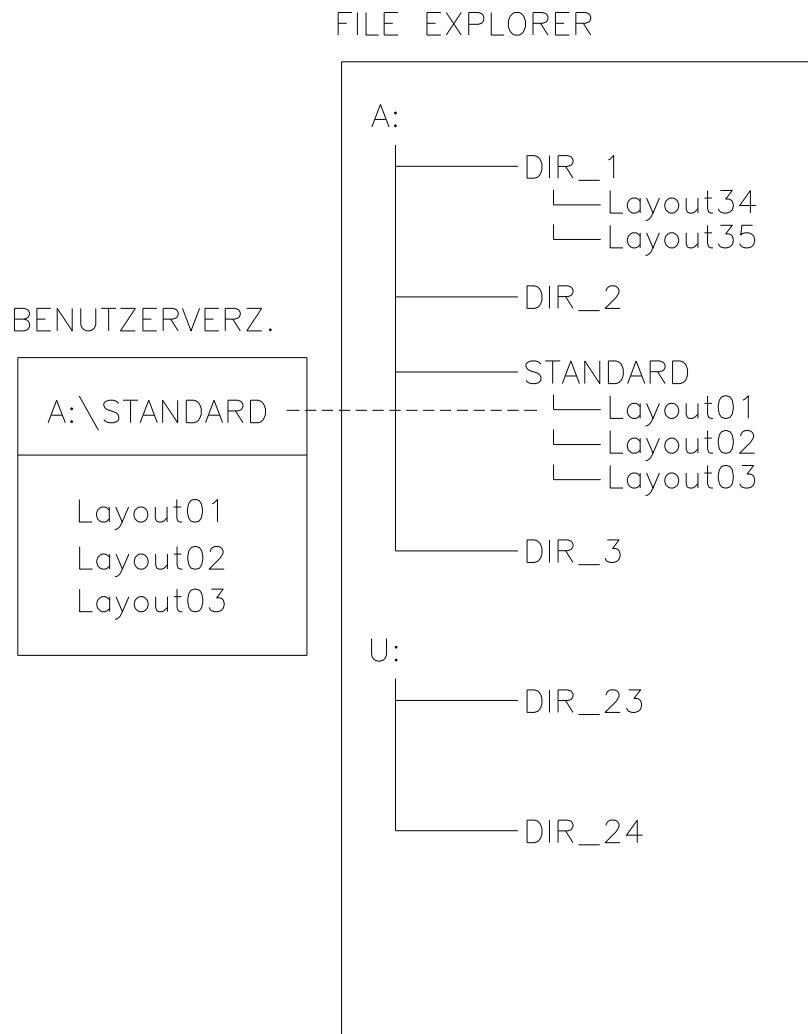 FILE EXPLORER
A:
DIR_1
Layout34
Layout35
DIR_2
STANDARD
Layout01
Layout02
Layout03
DIR_3
U:
DIR_23
DIR_24
BENUTZERVERZ.
A:\STANDARD
Layout01
Layout02
Layout03